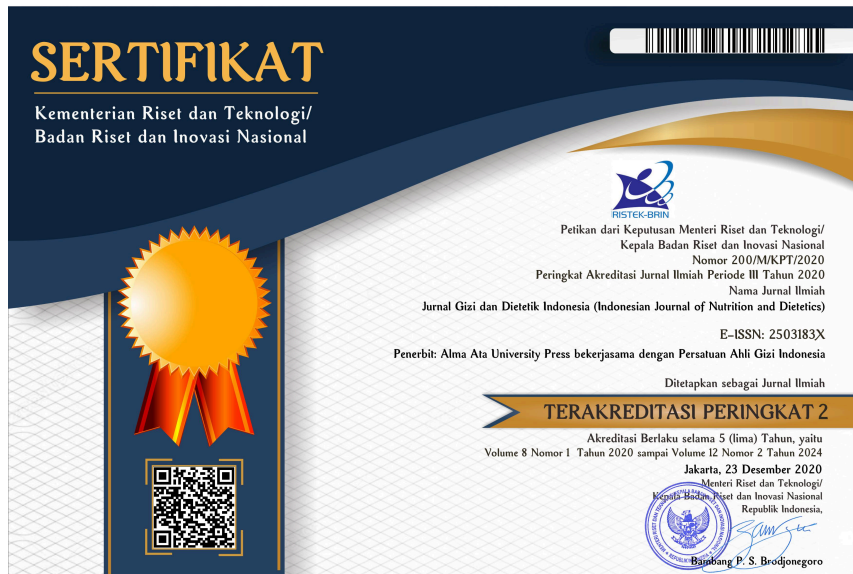 SERTIFIKAT
Kementerian Riset dan Teknologi/
Badan Riset dan Inovasi Nasional
RISTEK-BRIN
Petikan dari Keputusan Menteri Riset dan Teknologi/
Kepala Badan Riset dan Inovasi Nasional
Nomor 200/M/KPT/2020
Peringkat Akreditasi Jurnal Ilmiah Periode III Tahun 2020
Nama Jurnal Ilmiah
Jurnal Gizi dan Dietetik Indonesia (Indonesian Journal of Nutrition and Dietetics)
E-ISSN: 2503183X
Penerbit: Alma Ata University Press bekerjasama dengan Persatuan Ahli Gizi Indonesia
Ditetapkan sebagai Jurnal Ilmiah
TERAKREDITASI PERINGKAT 2
Akreditasi Berlaku selama 5 (lima) Tahun, yaitu
Volume 8 Nomor 1 Tahun 2020 sampai Volume 12 Nomor 2 Tahun 2024
Jakarta, 23 Desember 2020
Menteri Riset dan Teknologi/
Kepala Badan Riset dan Inovasi Nasional
Republik Indonesia,
Bambang P. S. Brodjonegoro